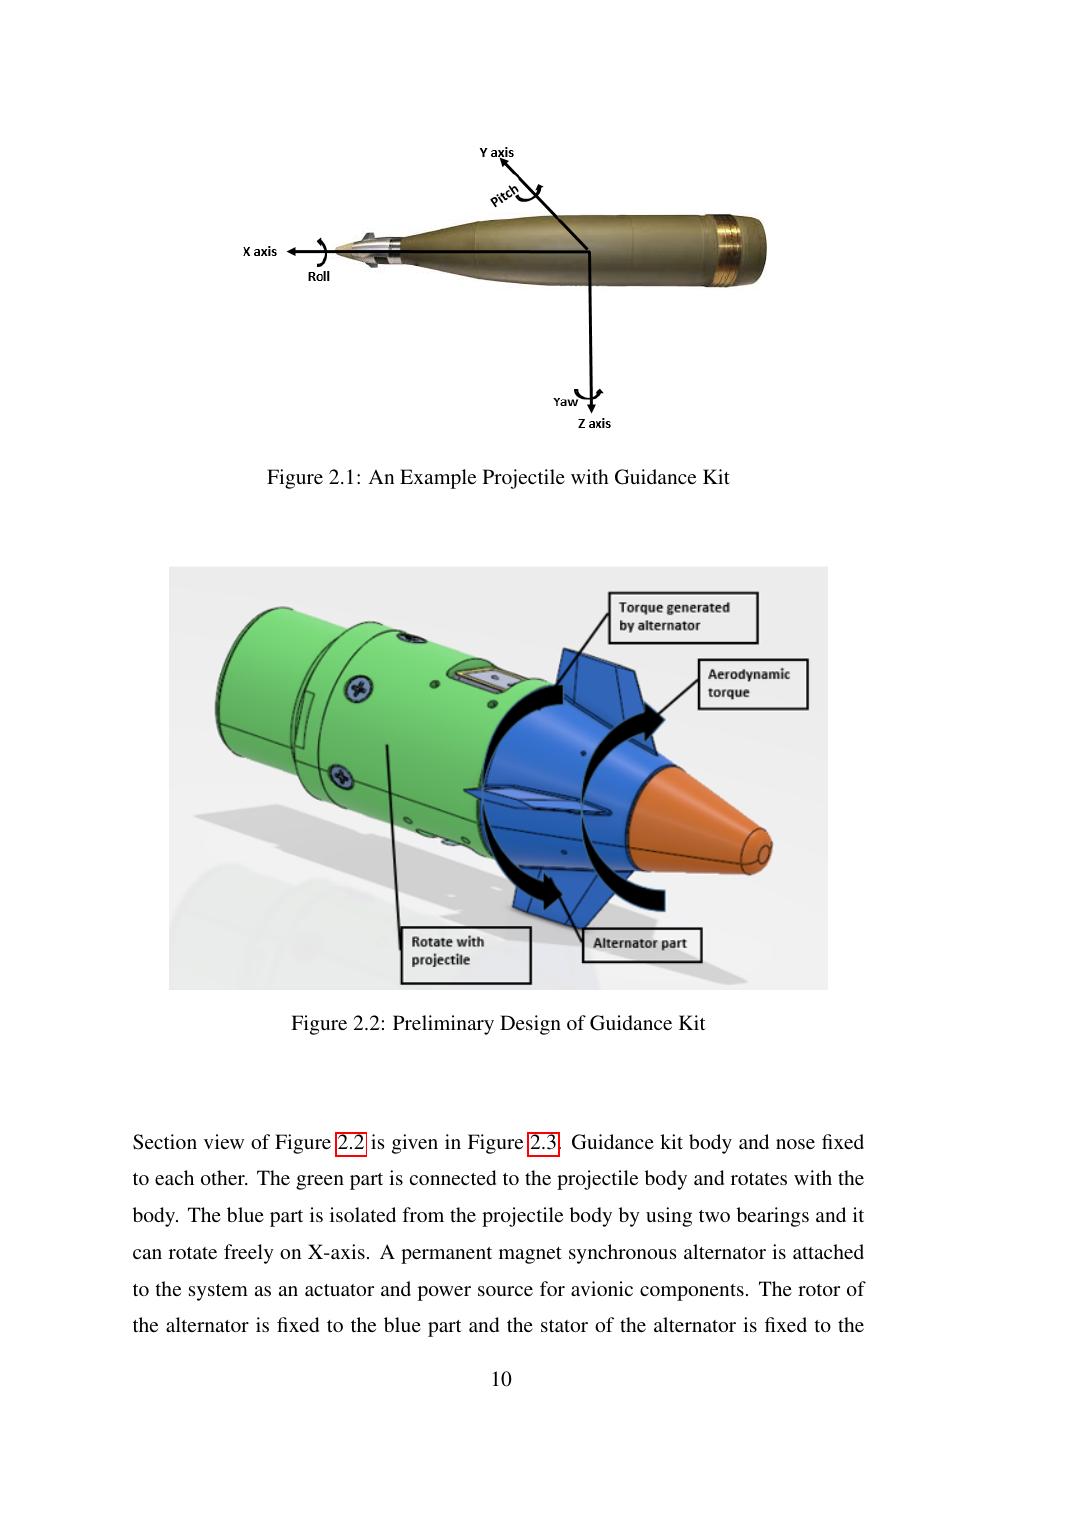 Y axis
Pitch
X axis
Roll
Yaw
Z axis
Figure 2.1: An Example Projectile with Guidance Kit
Torque generated
by alternator
Aerodynamic
torque
Rotate with
projectile
Alternator part
Figure 2.2: Preliminary Design of Guidance Kit
Section view of Figure 2.2 is given in Figure 2.3. Guidance kit body and nose fixed
to each other. The green part is connected to the projectile body and rotates with the
body. The blue part is isolated from the projectile body by using two bearings and it
can rotate freely on X-axis. A permanent magnet synchronous alternator is attached
to the system as an actuator and power source for avionic components. The rotor of
the alternator is fixed to the blue part and the stator of the alternator is fixed to the
10